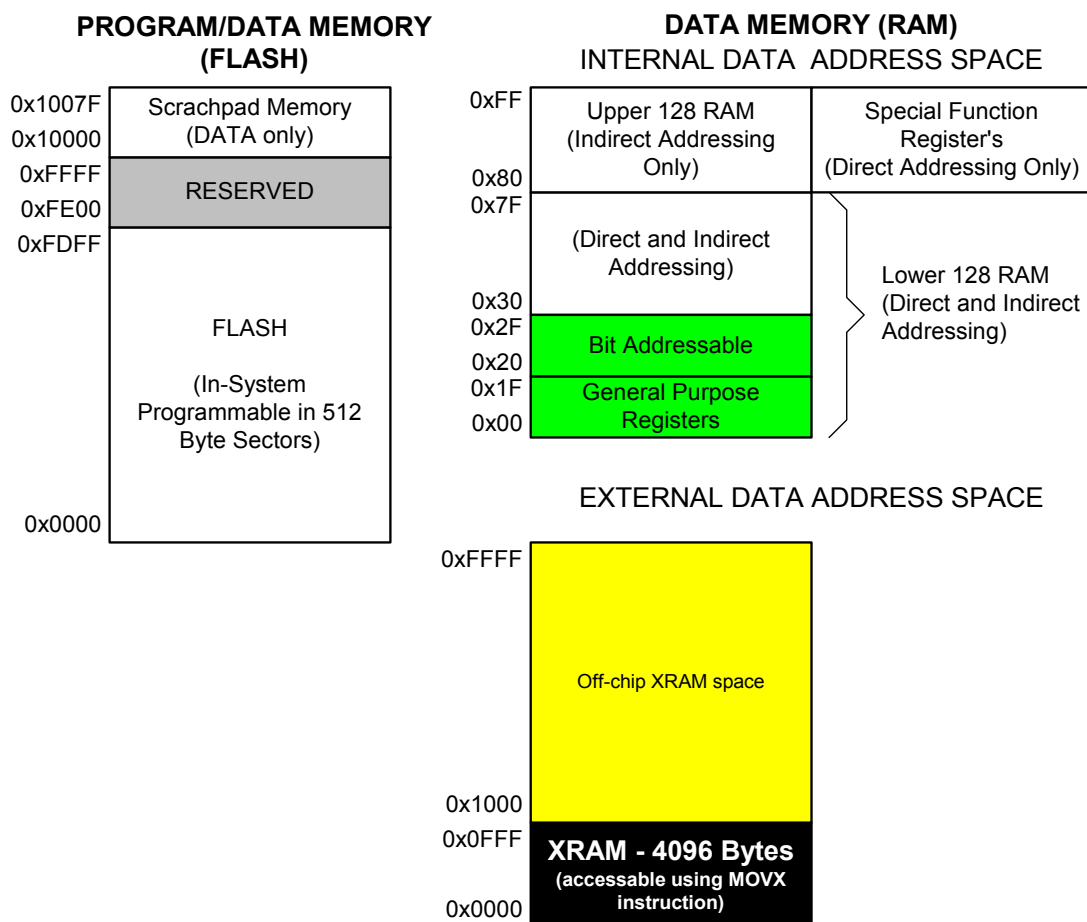 PROGRAM/DATA MEMORY
(FLASH)
0x1007F
Scrachpad Memory
0x10000
(DATA only)
0xFFFF
RESERVED
0xFE00
0xFDFF
FLASH
(In-System
Programmable in 512
Byte Sectors)
0x0000
DATA MEMORY (RAM)
INTERNAL DATA ADDRESS SPACE
0xFF
Upper 128 RAM
(Indirect Addressing
Only)
0x80
Special Function
Register's
(Direct Addressing Only)
0x7F
(Direct and Indirect
Addressing)
0x30
0x2F
Bit Addressable
0x20
0x1F
General Purpose
Registers
0x00
Lower 128 RAM
(Direct and Indirect
Addressing)
EXTERNAL DATA ADDRESS SPACE
0xFFFF
Off-chip XRAM space
0x1000
0x0FFF
XRAM - 4096 Bytes
(accessable using MOVX
instruction)
0x0000